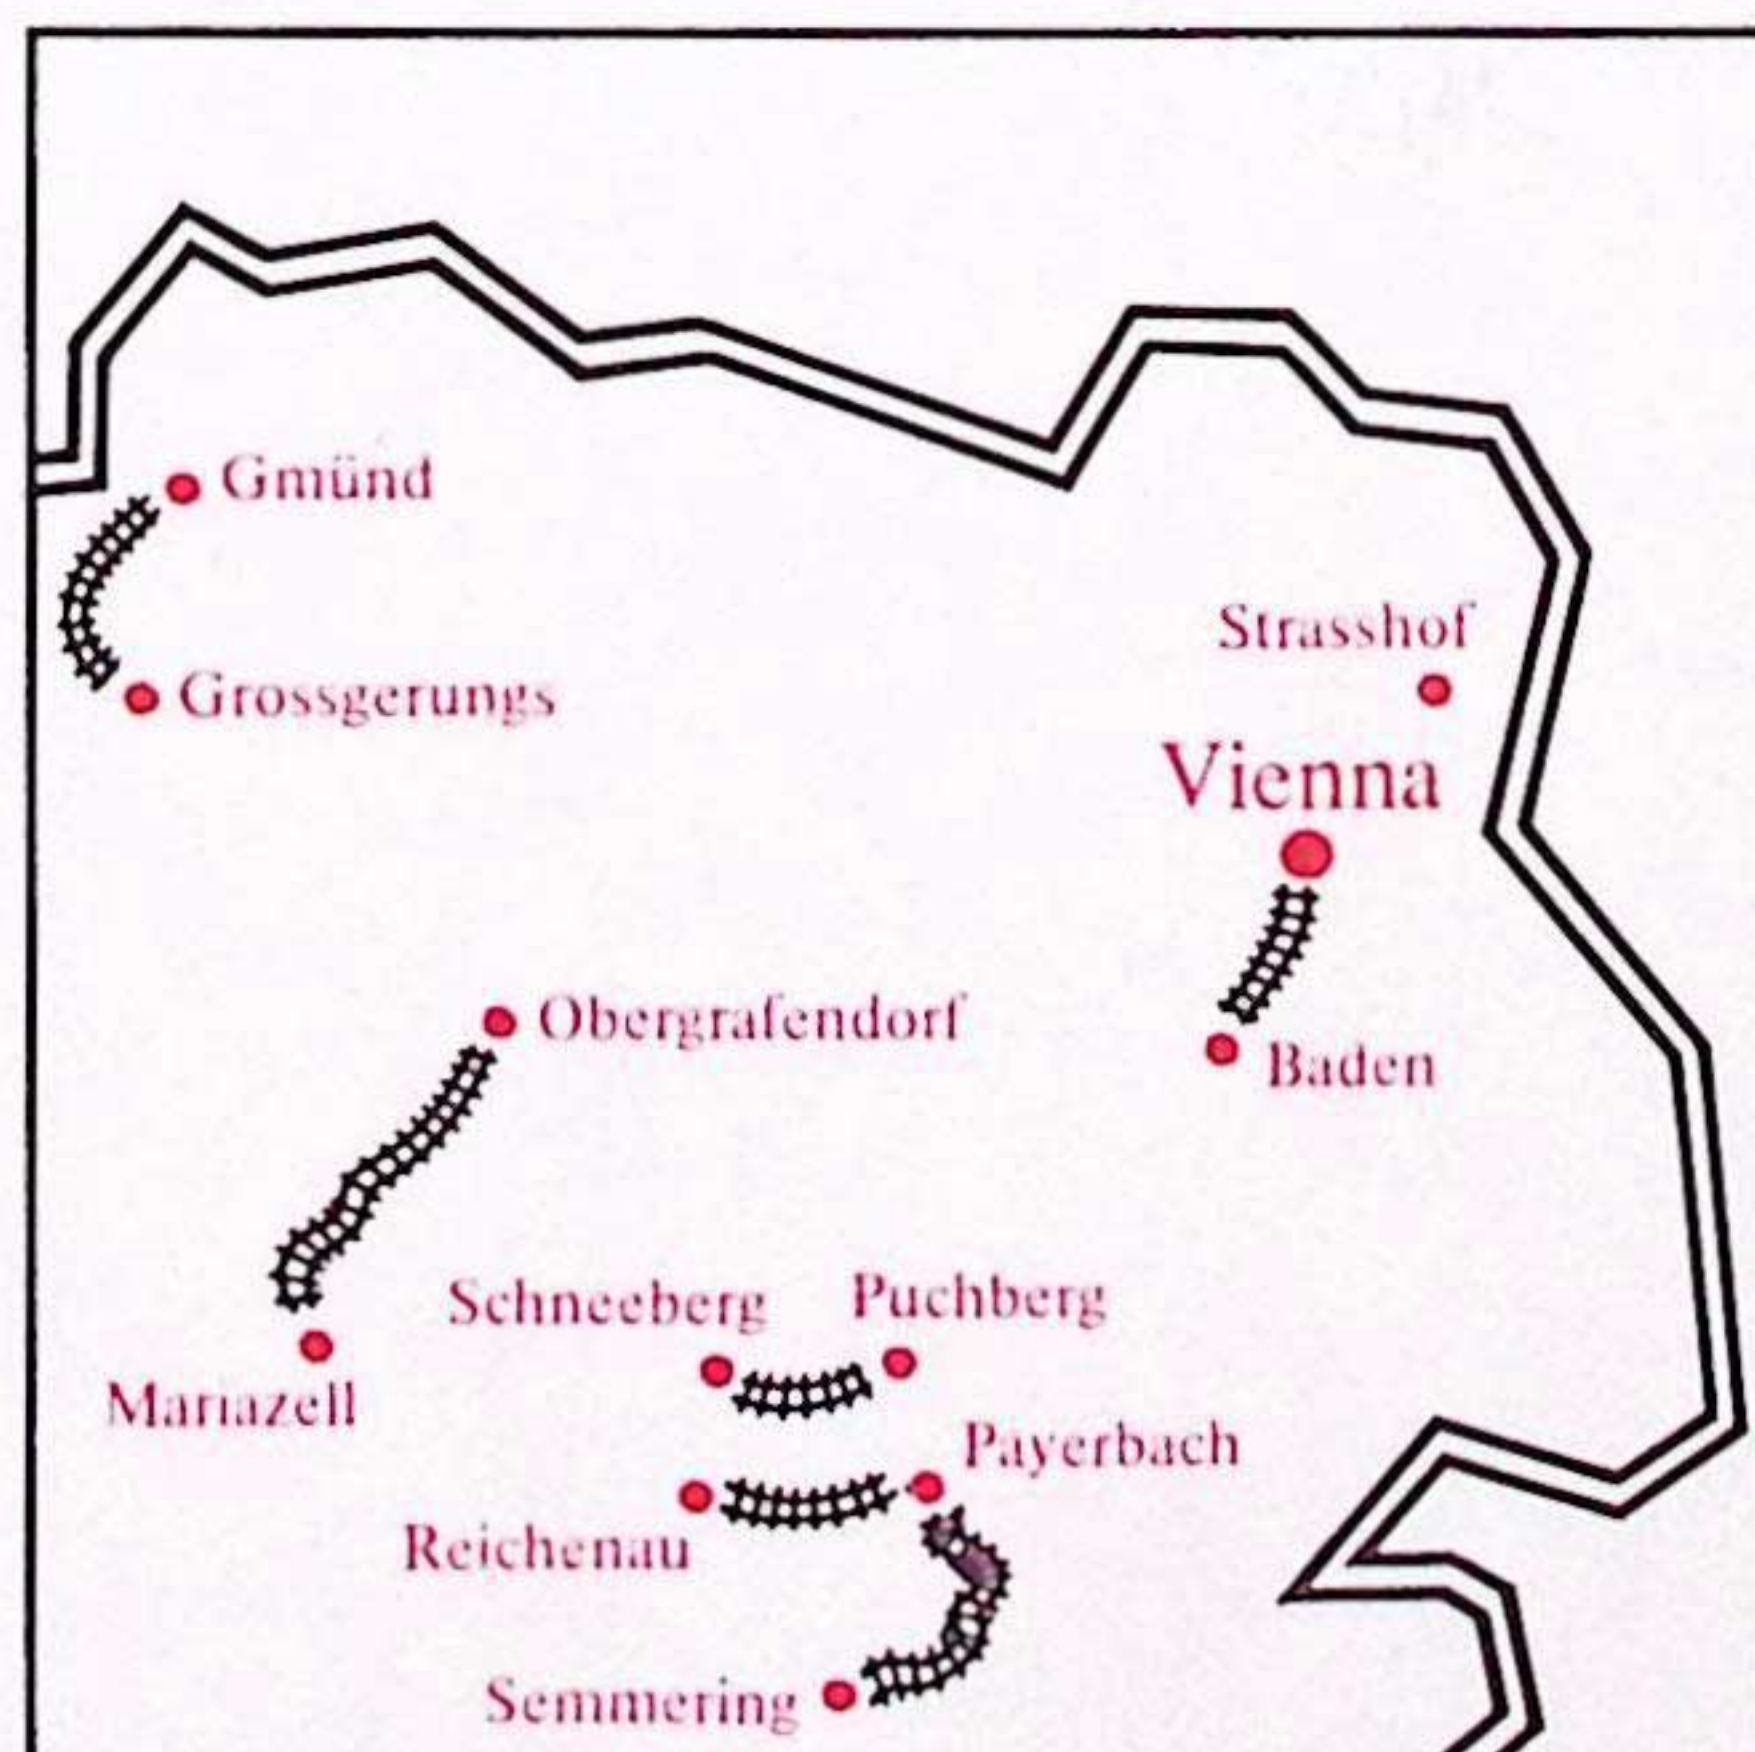 Gmünd
Strasshof
Grossgerungs
Vienna
Obergrafendorf
Baden
Schneeberg
Puchberg
Mariazell
Payerbach
Reichenau
Semmering